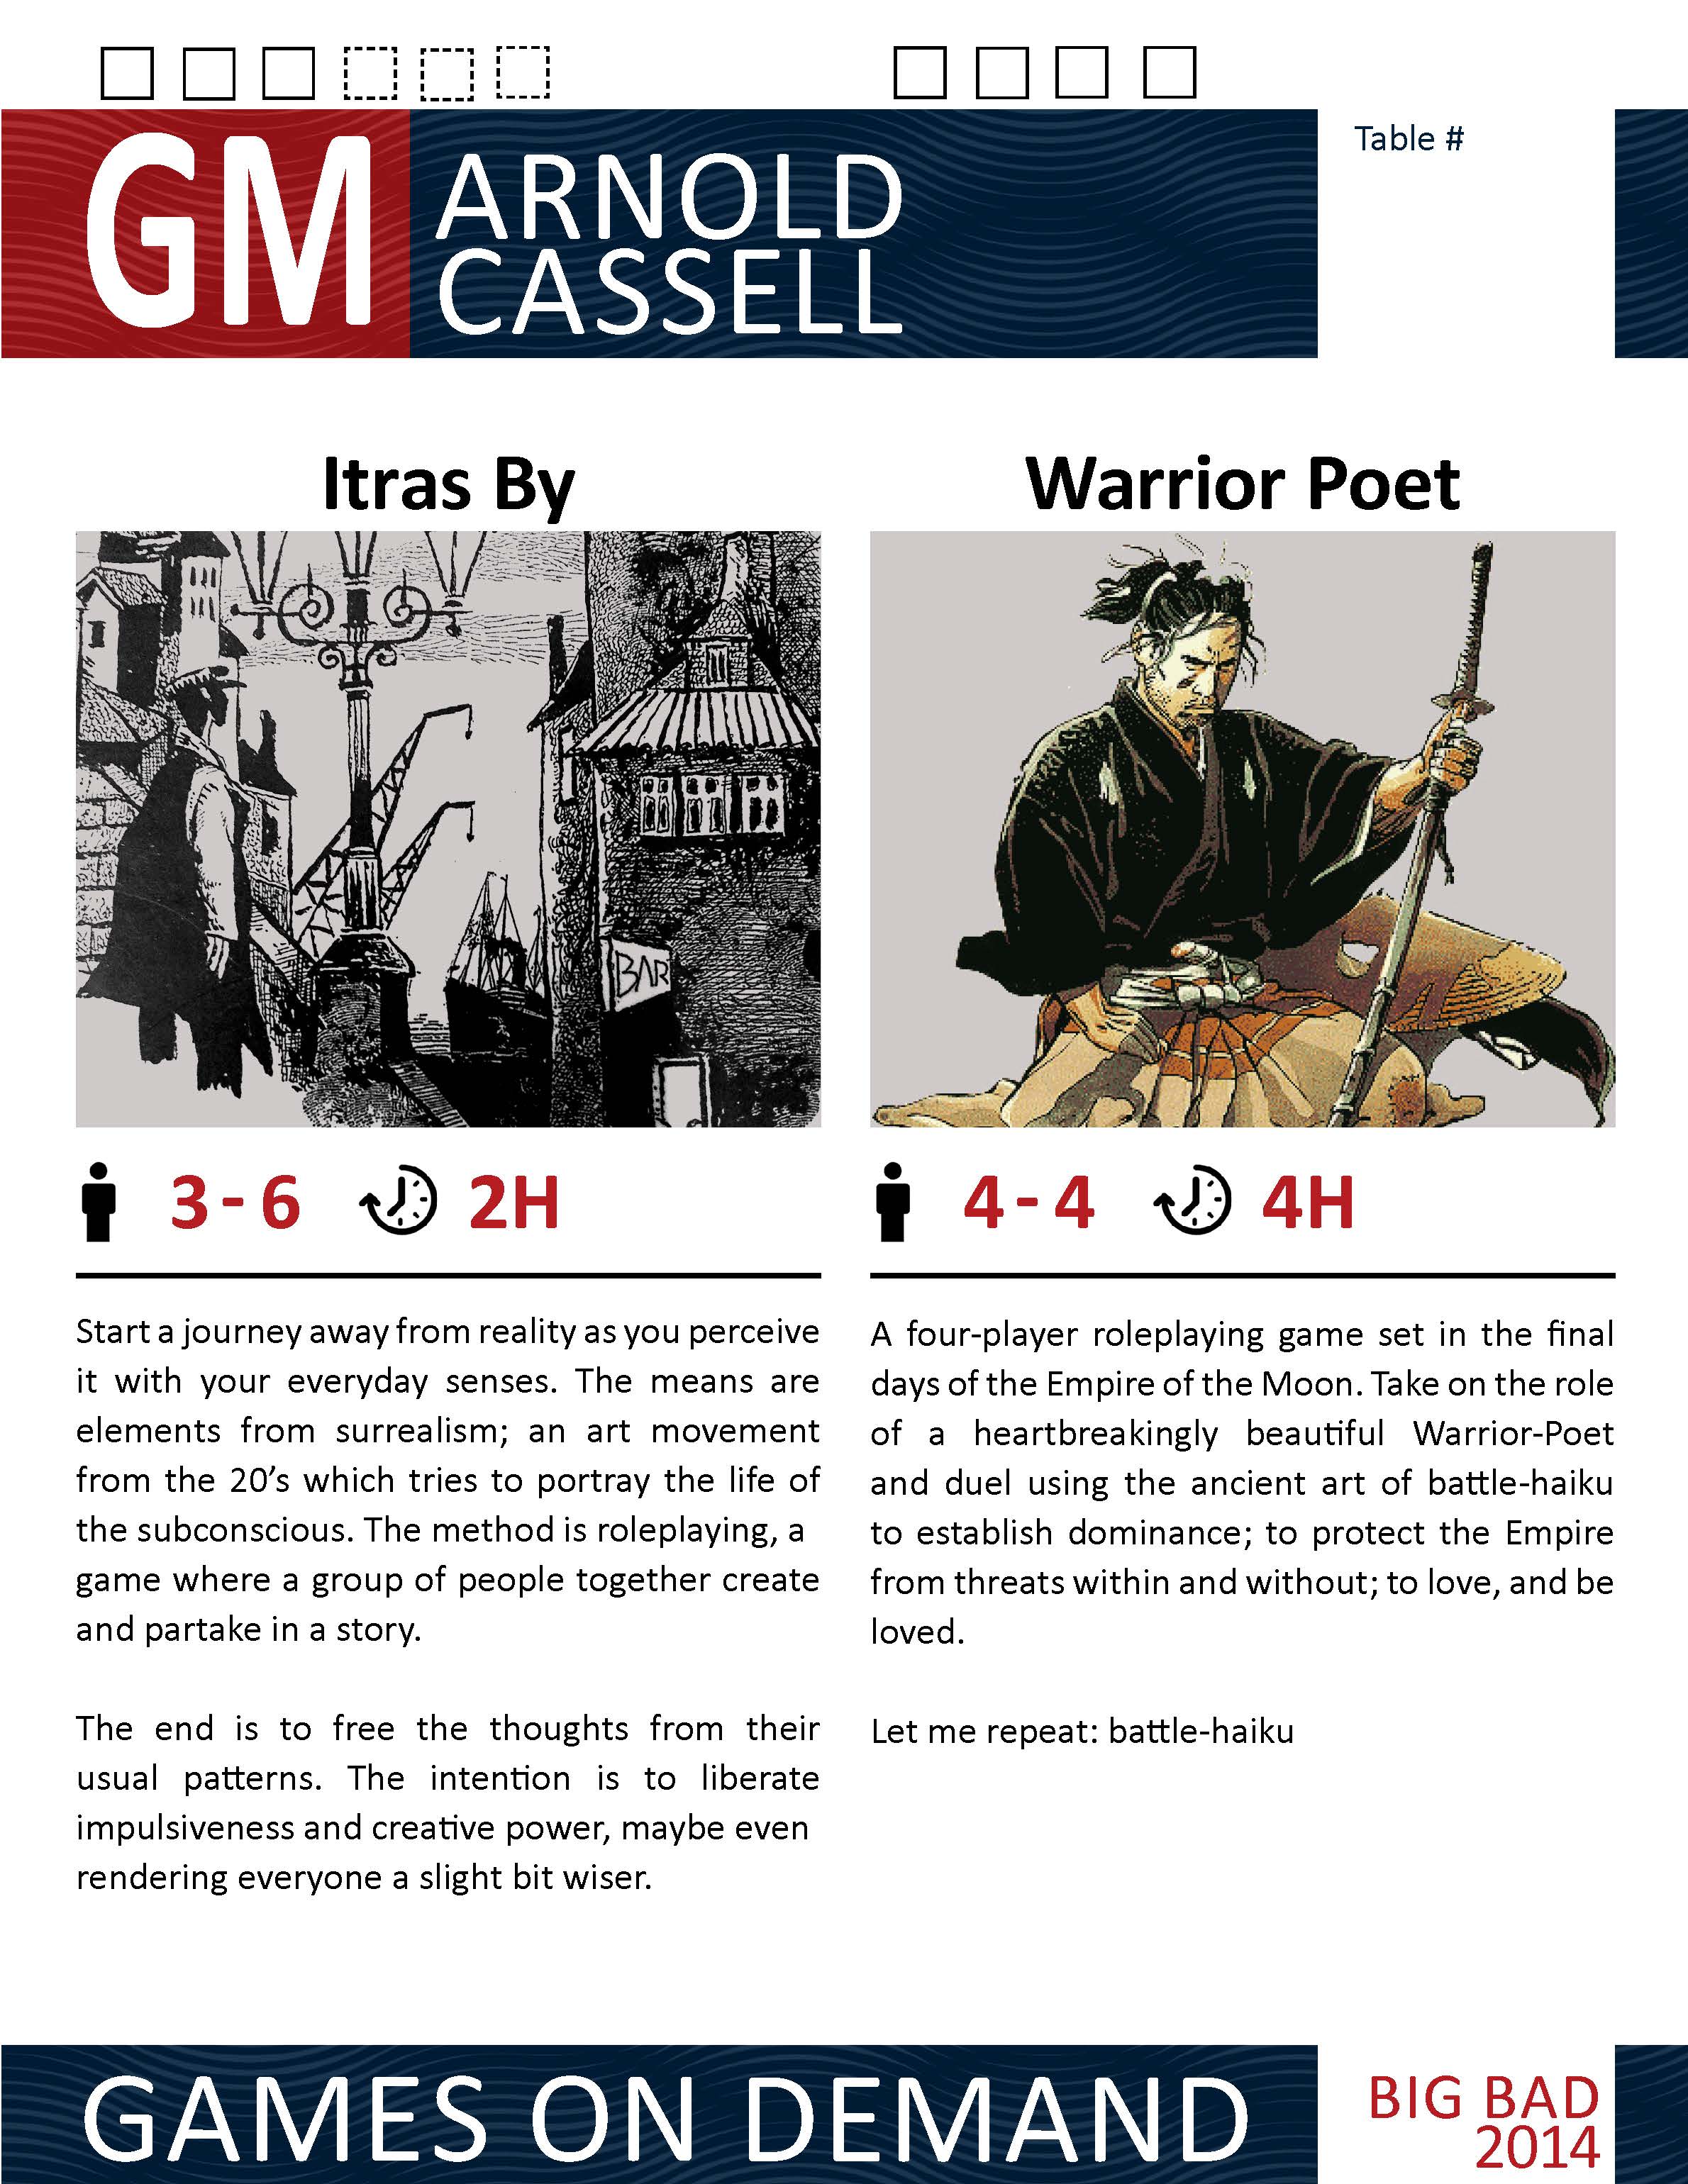 GM
ARNOLD
CASSELL
Table #
Itras By
BAR
3 - 6
2H
Start a journey away from reality as you perceive
it with your everyday senses. The means are
elements from surrealism; an art movement
from the 20’s which tries to portray the life of
the subconscious. The method is roleplaying, a
game where a group of people together create
and partake in a story.
The end is to free the thoughts from their
usual patterns. The intention is to liberate
impulsiveness and creative power, maybe even
rendering everyone a slight bit wiser.
Warrior Poet
4 - 4
4H
A four-player roleplaying game set in the final
days of the Empire of the Moon. Take on the role
of a heartbreakingly beautiful Warrior-Poet
and duel using the ancient art of battle-haiku
to establish dominance; to protect the Empire
from threats within and without; to love, and be
loved.
Let me repeat: battle-haiku
GAMES ON DEMAND
BIG BAD
2014